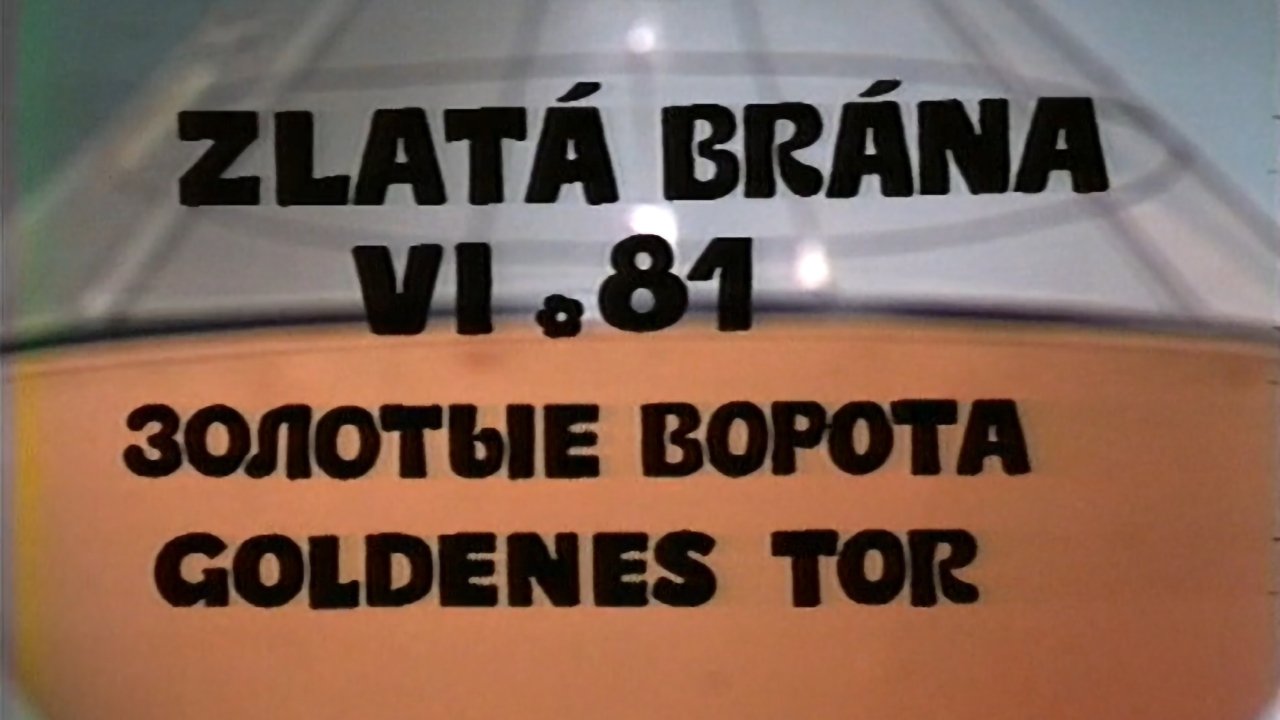 ZLATÁ BRÁNA
VI.81
ЗОЛОТЫЕ ВОРОТА
GOLDENES TOR